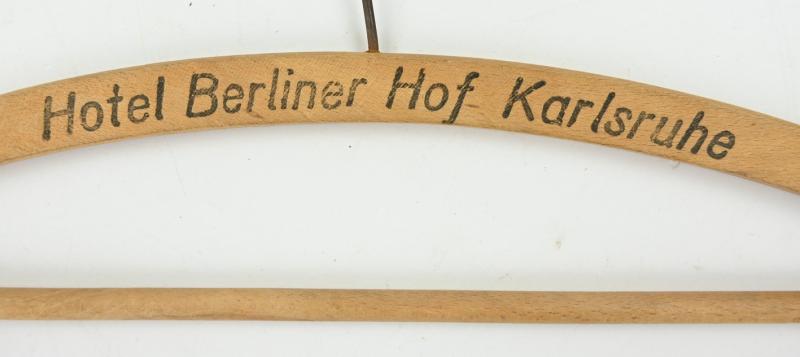 Hotel Berliner Hof Karlsruhe